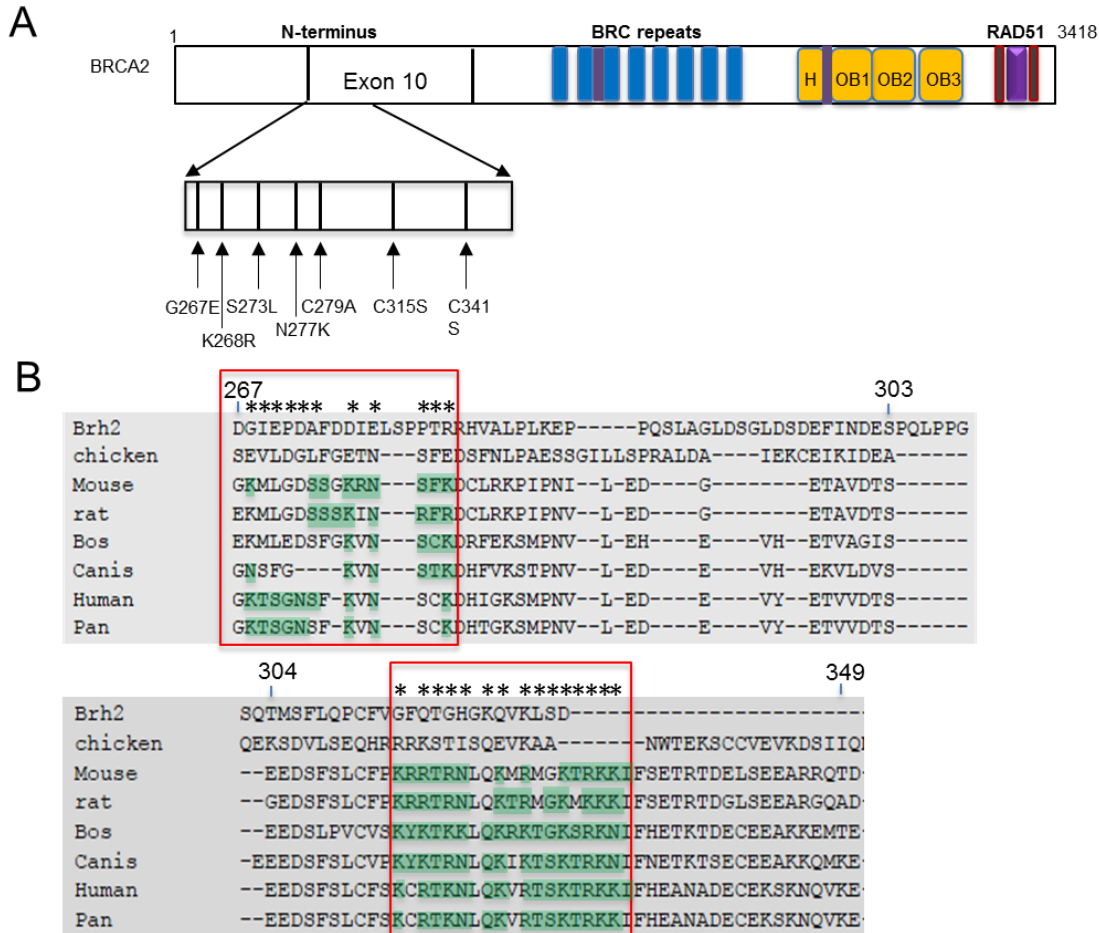 A
1 N-terminus BRC repeats RAD51 3418
BRCA2
Exon 10
H OB1 OB2 OB3
G267E S273L C279A C315S C341
S
K268R N277K
B
267 303
*IIIIII* * * ***
Brh2 DGIEPDAFDDIELSPPTRRHVALPLKEP-----PQSLAGLDSGLDSDEFINDESPQLPPG
chicken SEVLDGLFGETN---SFEDSFNLPAESSGILLSPRALDA----IEKCEIKIDEA----
Mouse GKMLGDSSGKRN---SFKDCLRKPIPNI--L-ED----G------ETAVDTS----
rat EKMLGDSSSKIN---RFRDCLRKPIPNV--L-ED----G------ETAVDTS----
Bos EKMLEDSFGKVN---SCKDRFEKSMPNV--L-EH----E---VH--ETVAGIS----
Canis GNSFG----KVN---STKDHFVKSTPNV--L-ED----E---VH--EKVLDVS----
Human GKTSGNSF-KVN---SCKDHIGKSMPNV--L-ED----E---VY--ETVVDTS----
Pan GKTSGNSF-KVN---SCKDHTGKSMPNV--L-ED----E---VY--ETVVDTS----
304 349
* **** ** *********
Brh2 SQTMSFLQPCFVGFQTGHGKQVKLSD-----------------------
chicken QEKSDVLSEQHRRRKSTISQEVKAA-------NWTEKSCCVEVKDSIIQ
Mouse --EEDSFSLCFPKRRTRNLQKMRMGKTRKKIFSETRTDELSEEARRQTD-
rat --GEDSFSLCFPKRRTRNLQKTRMGKMKKKIFSETRTDGLSEEARGQAD-
Bos --EEDSLPVCVSKYKTKKLQKRKTGKSRKNIFHETKTDECEEAKKEMTE-
Canis -EEEDSFSLCVPKYKTRNLQKIKTSKTRKNIFNETKTSECEEAKKQMKE-
Human --EEDSFSLCFSKCRTKNLQKVRTSKTRKKIFHEANADECEKSKNQVKE-
Pan --EEDSFSLCFSKCRTKNLQKVRTSKTRKKIFHEANADECEKSKNQVKE-